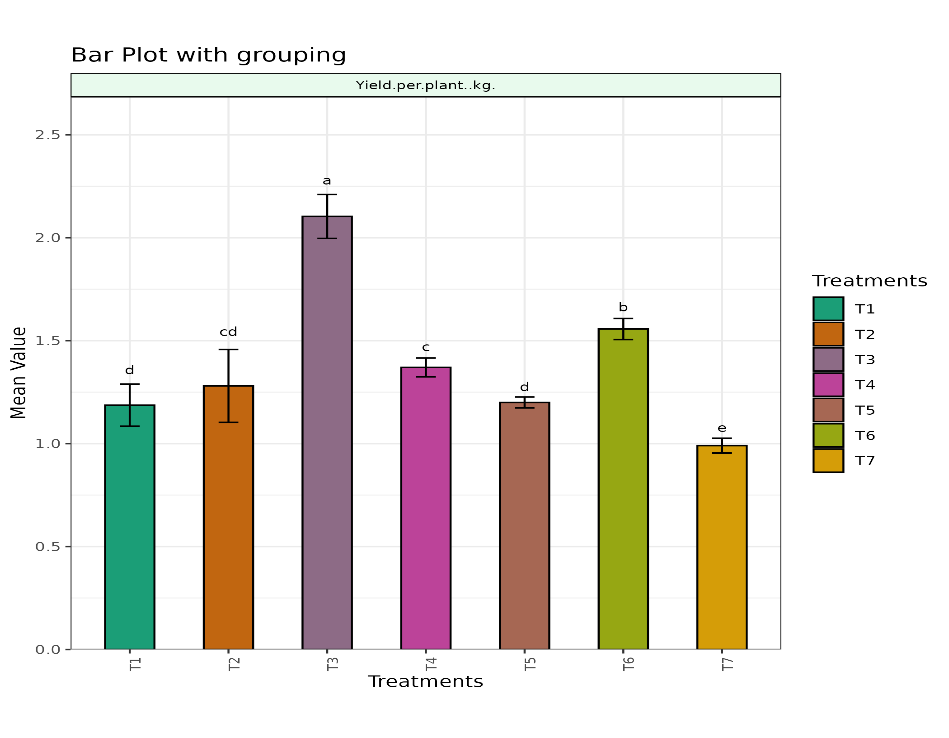 Bar Plot with grouping
Yield.per.plant..kg.
2.5
2.0
1.5
1.0
0.5
0.0
Mean Value
d
cd
a
c
d
b
e
T1
T2
T3
T4
T5
T6
T7
Treatments
Treatments
T1
T2
T3
T4
T5
T6
T7